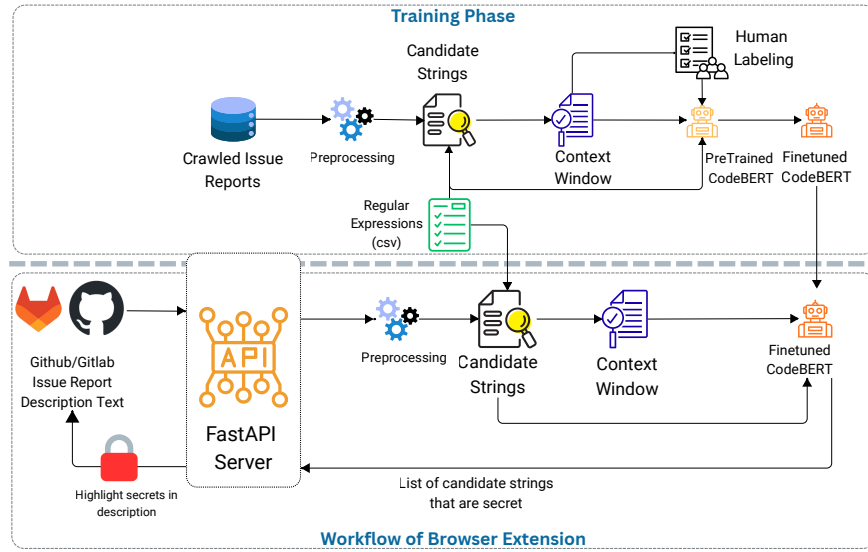 Training Phase
Candidate
Strings
Human
Labeling
Crawled Issue
Reports
Preprocessing
Context
Window
PreTrained
CodeBERT
Finetuned
CodeBERT
Regular
Expressions
(csv)
Github/Gitlab
Issue Report
Description Text
API
FastAPI
Server
Preprocessing
Candidate
Strings
Context
Window
Finetuned
CodeBERT
Highlight secrets in
description
List of candidate strings
that are secret
Workflow of Browser Extension